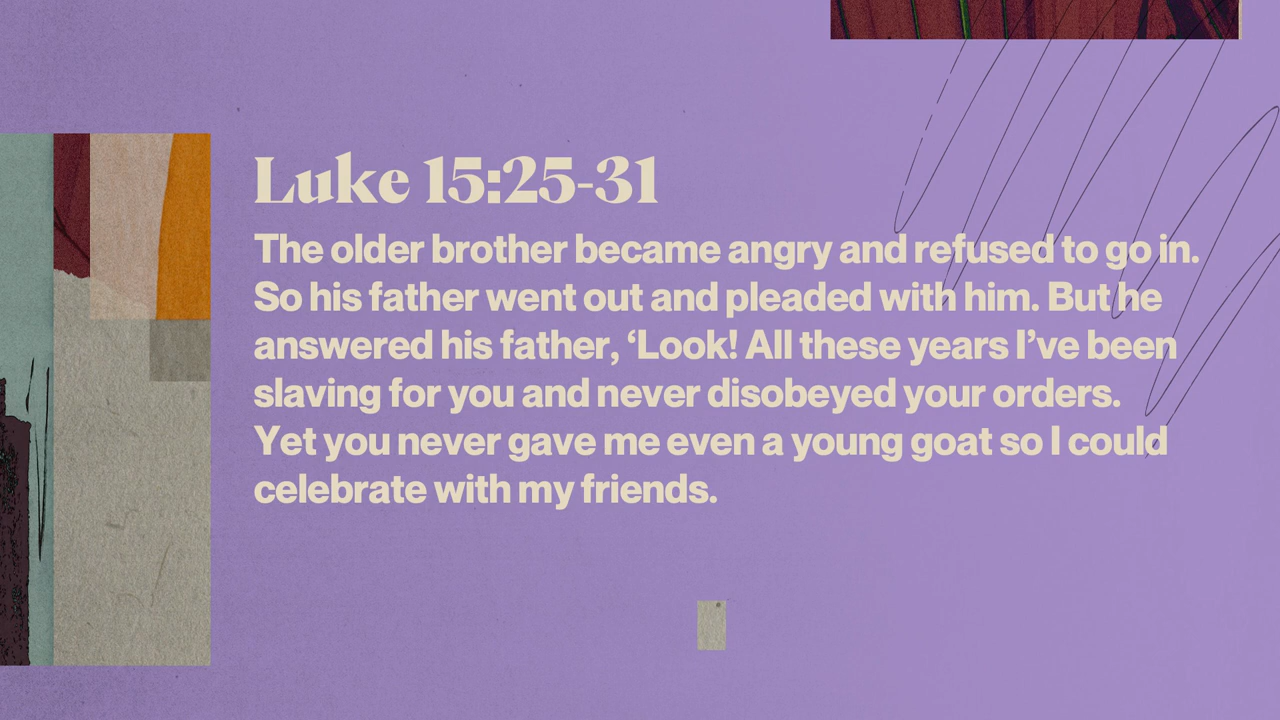 Luke 15:25-31
The older brother became angry and refused to go in.
So his father went out and pleaded with him. But he
answered his father, ‘Look! All these years I’ve been
slaving for you and never disobeyed your orders.
Yet you never gave me even a young goat so I could
celebrate with my friends.